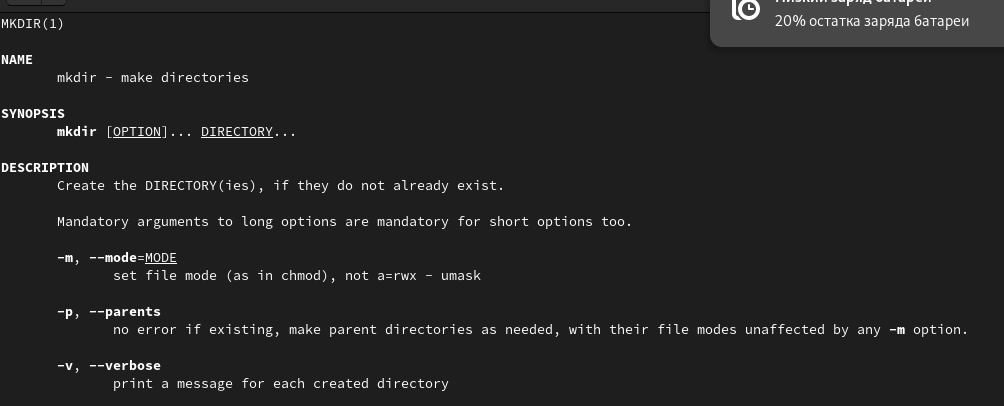 MKDIR(1)
20% остатка заряда батареи
NAME
mkdir - make directories
SYNOPSIS
mkdir [OPTION]... DIRECTORY...
DESCRIPTION
Create the DIRECTORY(ies), if they do not already exist.
Mandatory arguments to long options are mandatory for short options too.
-m, --mode=MODE
set file mode (as in chmod), not a=rwx - umask
-p, --parents
no error if existing, make parent directories as needed, with their file modes unaffected by any -m option.
-v, --verbose
print a message for each created directory